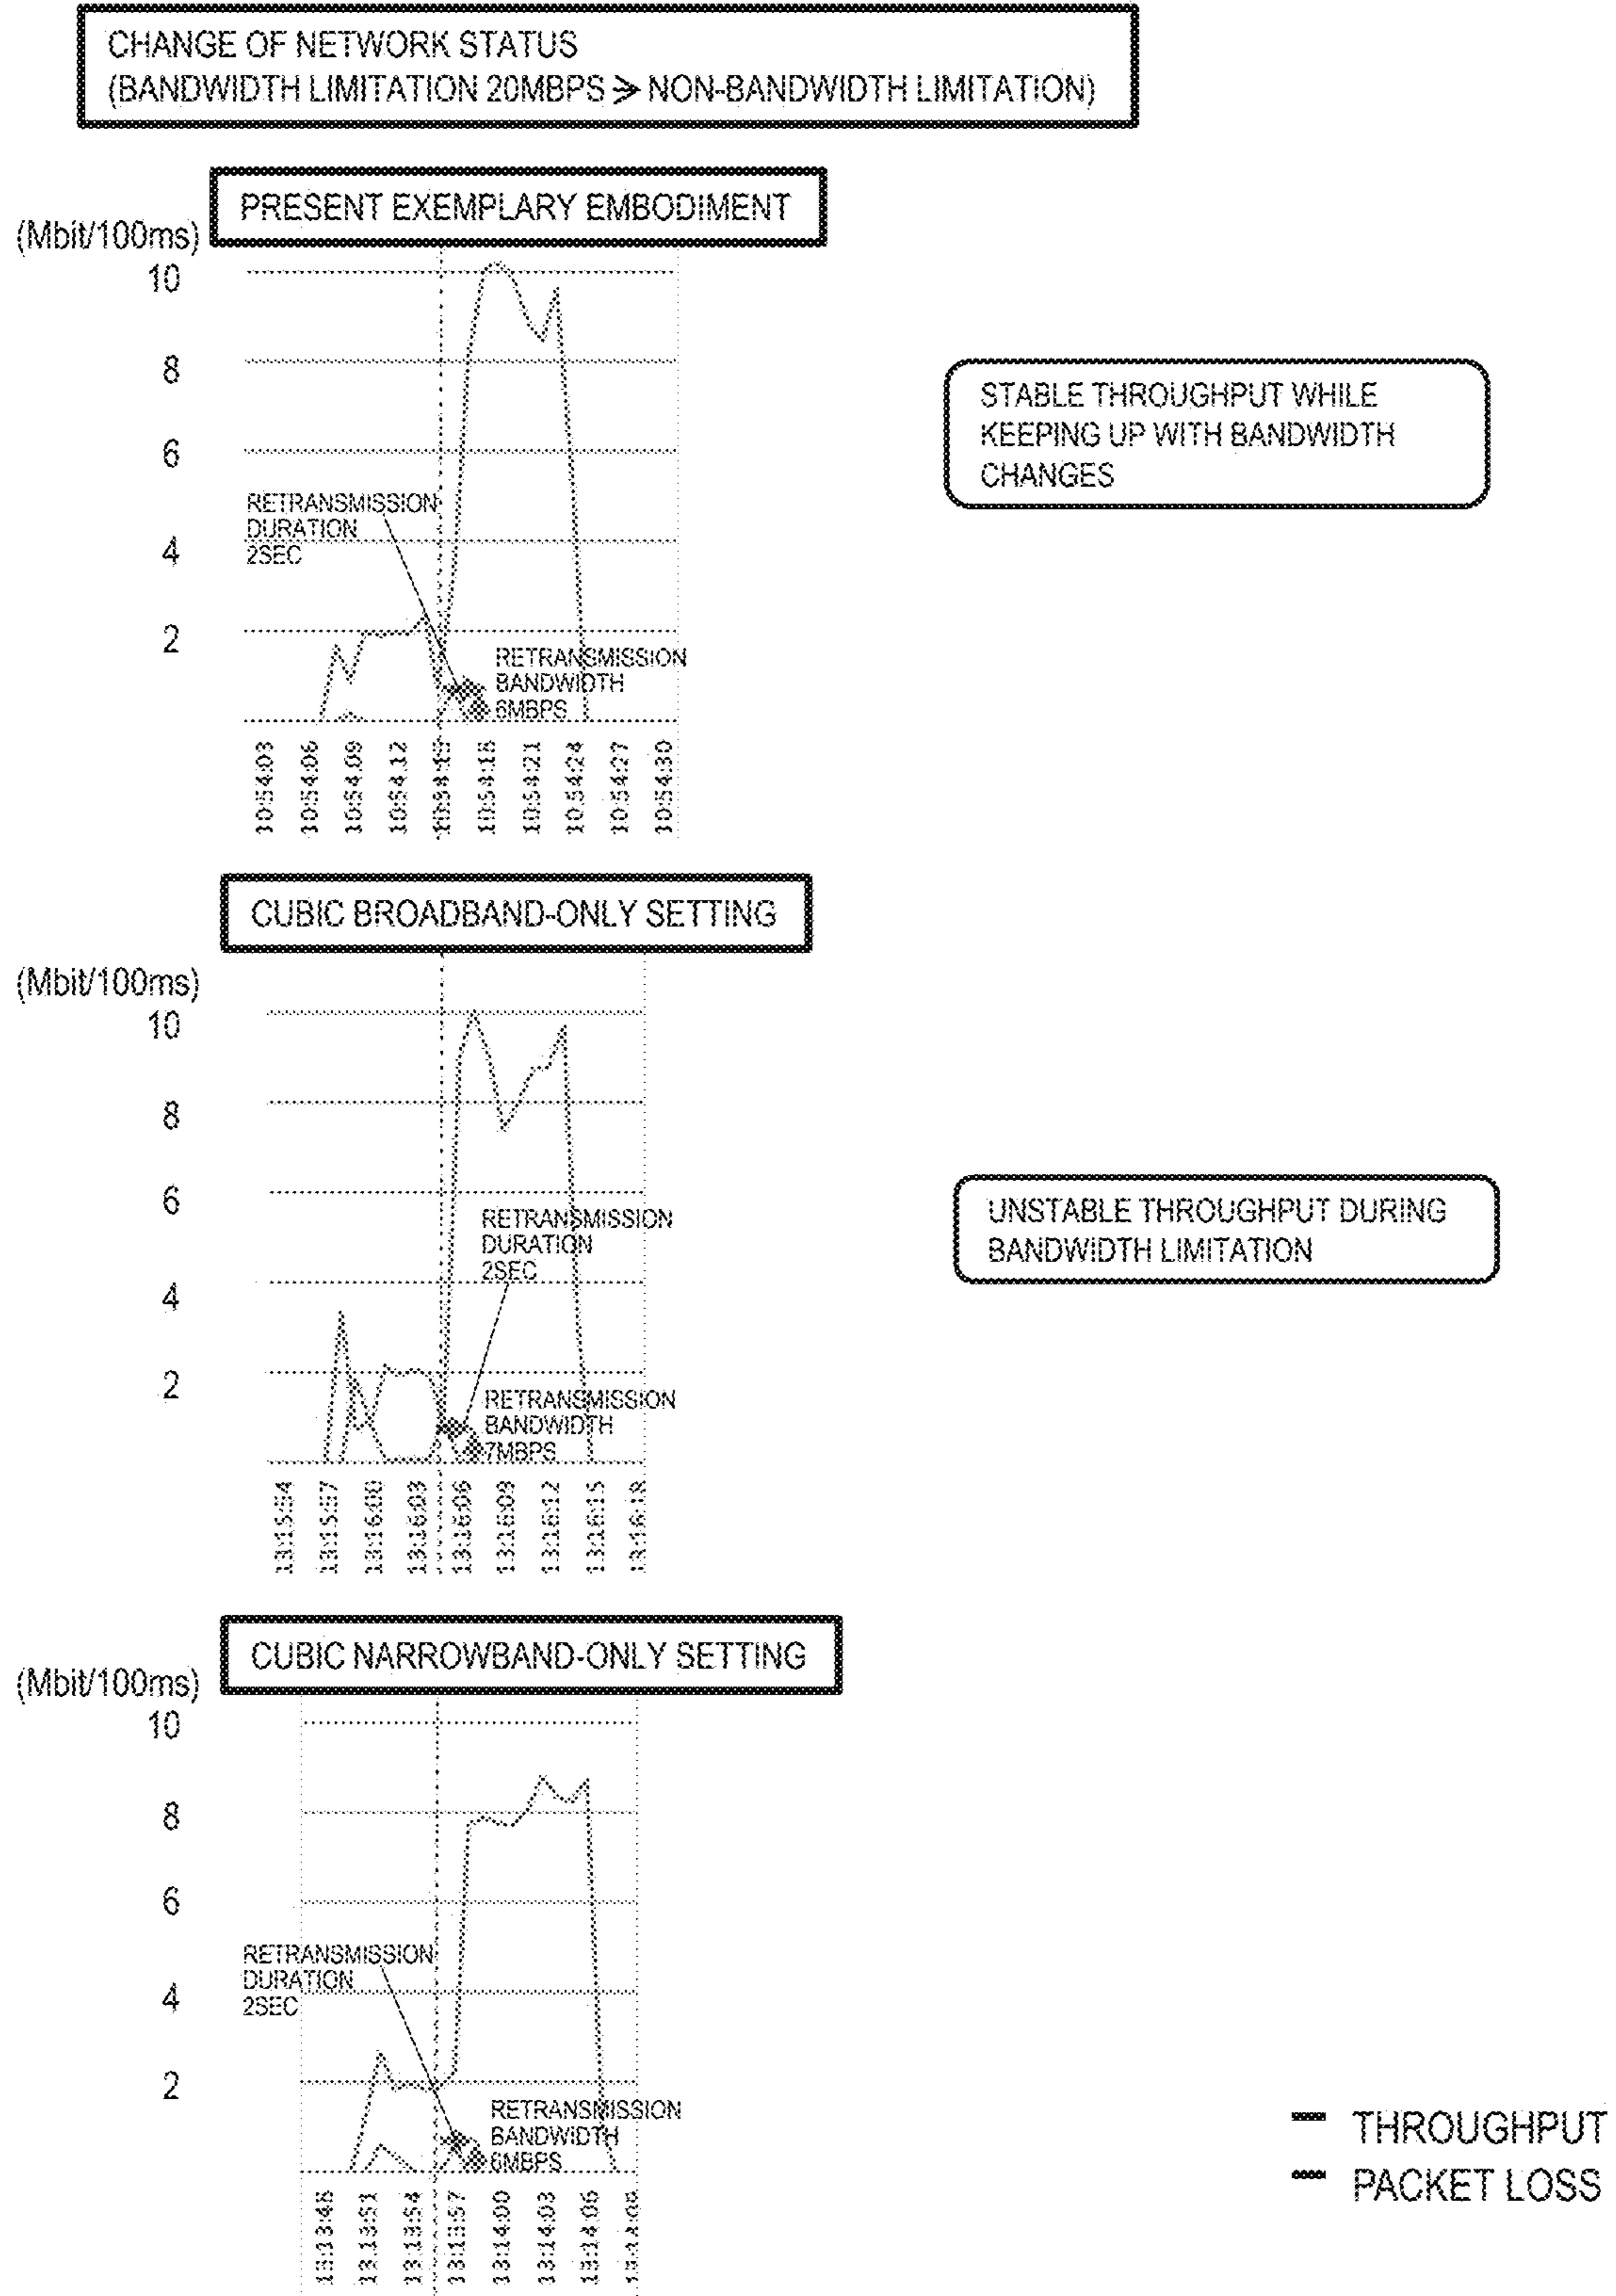 CHANGE OF NETWORK STATUS
(BANDWIDTH LIMITATION 20MBPS ⪢ NON-BANDWIDTH LIMITATION)
PRESENT EXEMPLARY EMBODIMENT
(Mbit/100ms)
10
8
6
4
2
RETRANSMISSION
DURATION
2SEC
RETRANSMISSION
BANDWIDTH
6MBPS
10:54:03
10:54:06
10:54:09
10:54:12
10:54:15
10:54:18
10:54:21
10:54:24
10:54:27
10:54:30
STABLE THROUGHPUT WHILE
KEEPING UP WITH BANDWIDTH
CHANGES
CUBIC BROADBAND-ONLY SETTING
(Mbit/100ms)
10
8
6
4
2
RETRANSMISSION
DURATION
2SEC
RETRANSMISSION
BANDWIDTH
7MBPS
13:15:54
13:15:57
13:16:00
13:16:03
13:16:06
13:16:09
13:16:12
13:16:15
13:16:18
UNSTABLE THROUGHPUT DURING
BANDWIDTH LIMITATION
CUBIC NARROWBAND-ONLY SETTING
(Mbit/100ms)
10
8
6
4
2
RETRANSMISSION
DURATION
2SEC
RETRANSMISSION
BANDWIDTH
6MBPS
13:13:48
13:13:51
13:13:54
13:13:57
13:14:00
13:14:03
13:14:06
THROUGHPUT
PACKET LOSS